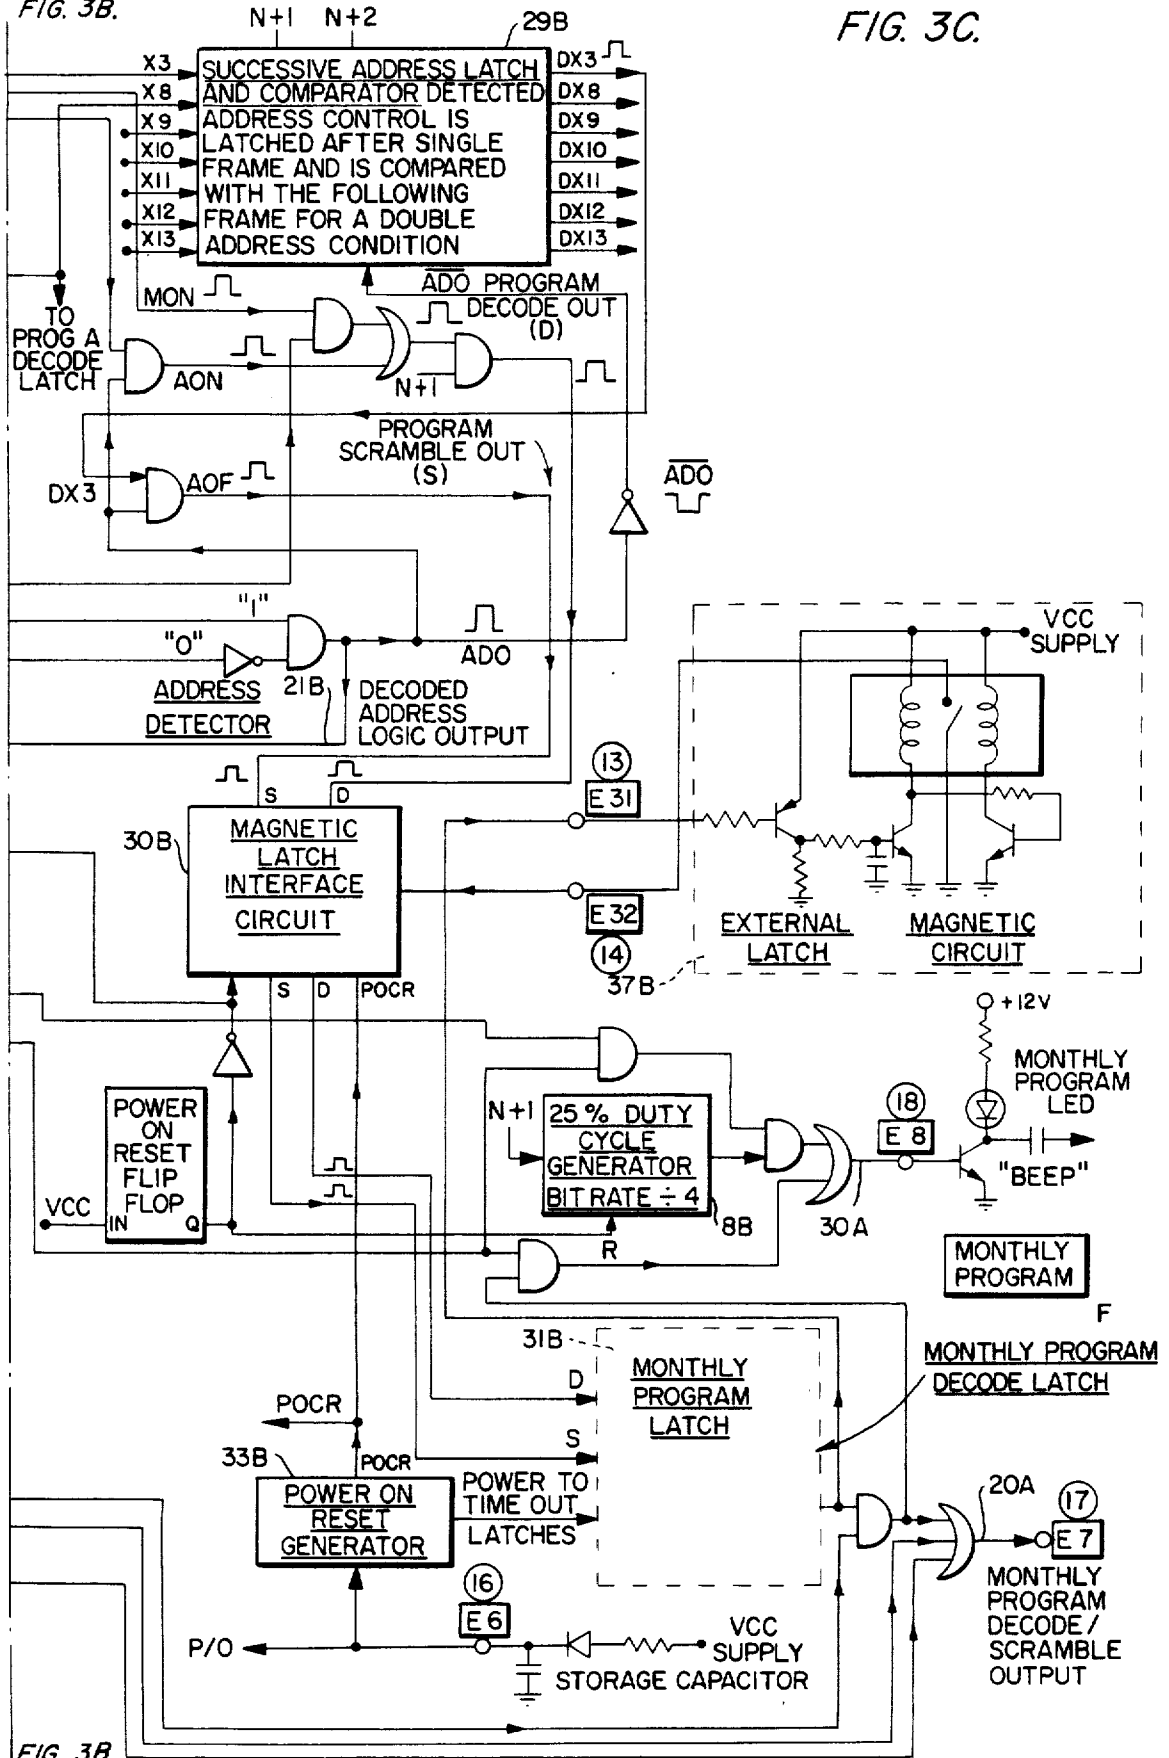 FIG. 3B.
FIG. 3C.
N+1 N+2
29B
X3
X8
X9
X10
X11
X12
X13
SUCCESSIVE ADDRESS LATCH
AND COMPARATOR DETECTED
ADDRESS CONTROL IS
LATCHED AFTER SINGLE
FRAME AND IS COMPARED
WITH THE FOLLOWING
FRAME FOR A DOUBLE
ADDRESS CONDITION
DX3
DX8
DX9
DX10
DX11
DX12
DX13
MON
ADO PROGRAM
DECODE OUT
(D)
TO
PROG A
DECODE
LATCH
AON
N+1
PROGRAM
SCRAMBLE OUT
(S)
DX3
AOF
ADO
"1"
"0"
ADO
ADDRESS
DETECTOR
21B
DECODED
ADDRESS
LOGIC OUTPUT
VCC
SUPPLY
S D
30B
MAGNETIC
LATCH
INTERFACE
CIRCUIT
13
E31
E32
14
EXTERNAL
LATCH
MAGNETIC
CIRCUIT
37B
S D POCR
+12V
MONTHLY
PROGRAM
LED
POWER
ON
RESET
FLIP
FLOP
IN Q
VCC
N+1
25% DUTY
CYCLE
GENERATOR
BIT RATE ÷ 4
8B
R
18
E8
30A
"BEEP"
MONTHLY
PROGRAM
F
31B
MONTHLY
PROGRAM
LATCH
D
S
MONTHLY PROGRAM
DECODE LATCH
POCR
POCR
33B
POWER ON
RESET
GENERATOR
POWER TO
TIME OUT
LATCHES
20A
17
E7
MONTHLY
PROGRAM
DECODE/
SCRAMBLE
OUTPUT
16
E6
P/O
VCC
SUPPLY
STORAGE CAPACITOR
FIG. 3B